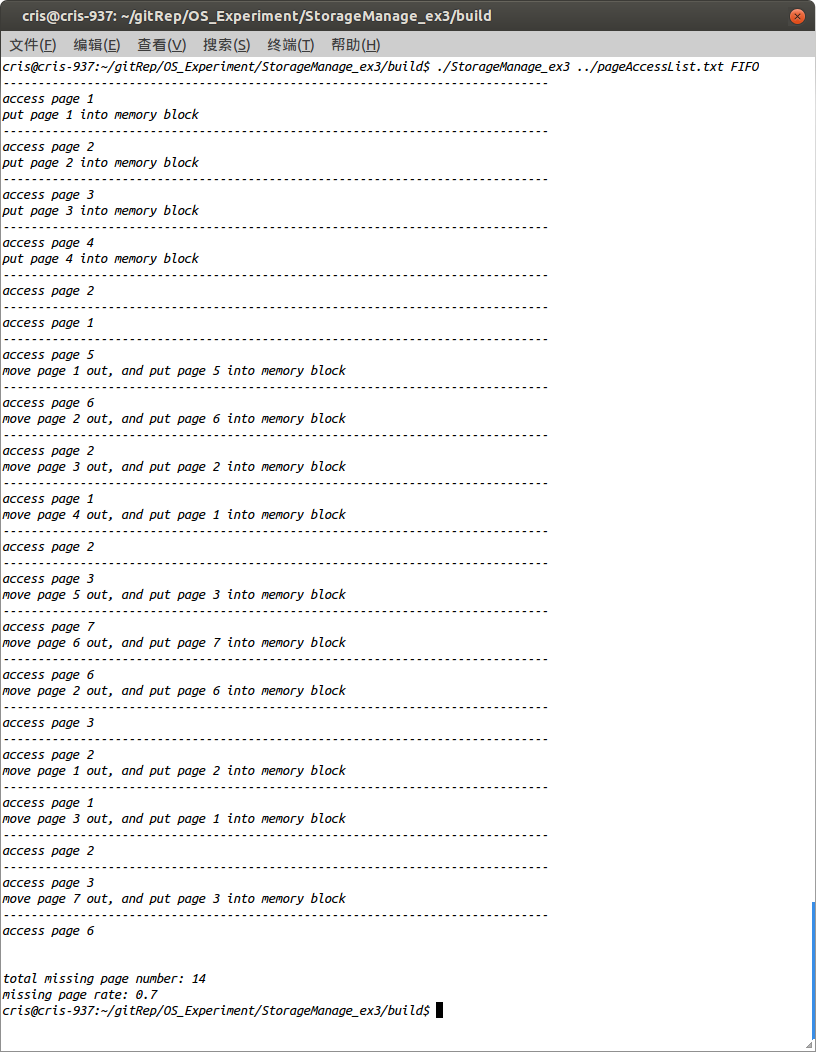 cris@cris-937: ~/gitRep/OS_Experiment/StorageManage_ex3/build
文件(F) 编辑(E) 查看(V) 搜索(S) 终端(T) 帮助(H)
cris@cris-937:~/gitRep/OS_Experiment/StorageManage_ex3/build$ ./StorageManage_ex3 ../pageAccessList.txt FIFO
------------------------------------------------------------------------------
access page 1
put page 1 into memory block
------------------------------------------------------------------------------
access page 2
put page 2 into memory block
------------------------------------------------------------------------------
access page 3
put page 3 into memory block
------------------------------------------------------------------------------
access page 4
put page 4 into memory block
------------------------------------------------------------------------------
access page 2
------------------------------------------------------------------------------
access page 1
------------------------------------------------------------------------------
access page 5
move page 1 out, and put page 5 into memory block
------------------------------------------------------------------------------
access page 6
move page 2 out, and put page 6 into memory block
------------------------------------------------------------------------------
access page 2
move page 3 out, and put page 2 into memory block
------------------------------------------------------------------------------
access page 1
move page 4 out, and put page 1 into memory block
------------------------------------------------------------------------------
access page 2
------------------------------------------------------------------------------
access page 3
move page 5 out, and put page 3 into memory block
------------------------------------------------------------------------------
access page 7
move page 6 out, and put page 7 into memory block
------------------------------------------------------------------------------
access page 6
move page 2 out, and put page 6 into memory block
------------------------------------------------------------------------------
access page 3
------------------------------------------------------------------------------
access page 2
move page 1 out, and put page 2 into memory block
------------------------------------------------------------------------------
access page 1
move page 3 out, and put page 1 into memory block
------------------------------------------------------------------------------
access page 2
------------------------------------------------------------------------------
access page 3
move page 7 out, and put page 3 into memory block
------------------------------------------------------------------------------
access page 6
total missing page number: 14
missing page rate: 0.7
cris@cris-937:~/gitRep/OS_Experiment/StorageManage_ex3/build$